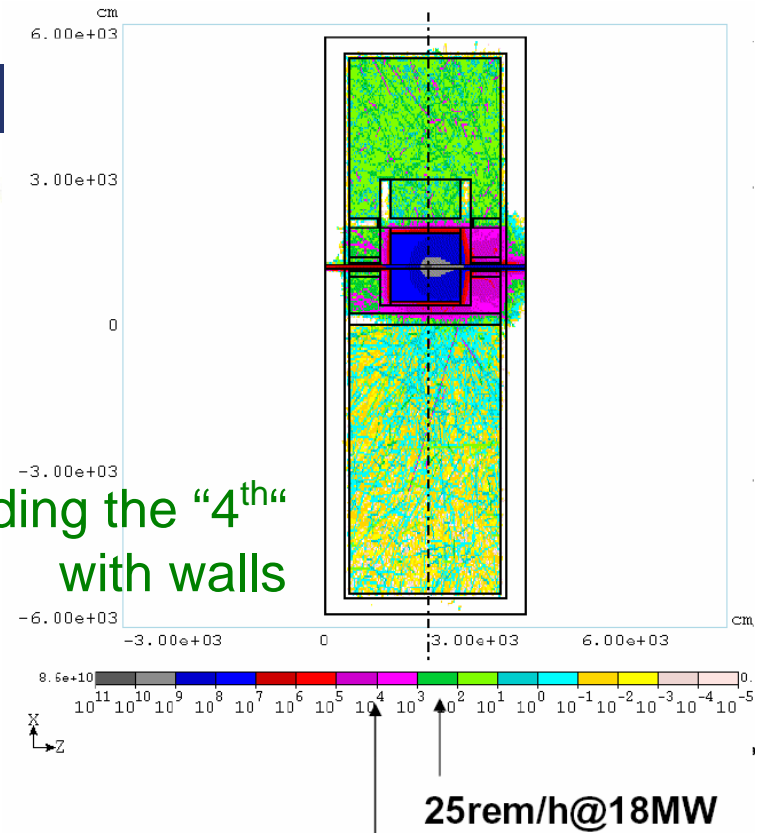 cm
6.00e+03
3.00e+03
0
-3.00e+03
ding the “4th“
with walls
-6.00e+03
cm
-3.00e+03 0 3.00e+03 6.00e+03
8.6e+10 0.
10^11 10^10 10^9 10^8 10^7 10^6 10^5 10^4 10^3 10^2 10^1 10^0 10^-1 10^-2 10^-3 10^-4 10^-5
X
Z
25rem/h@18MW